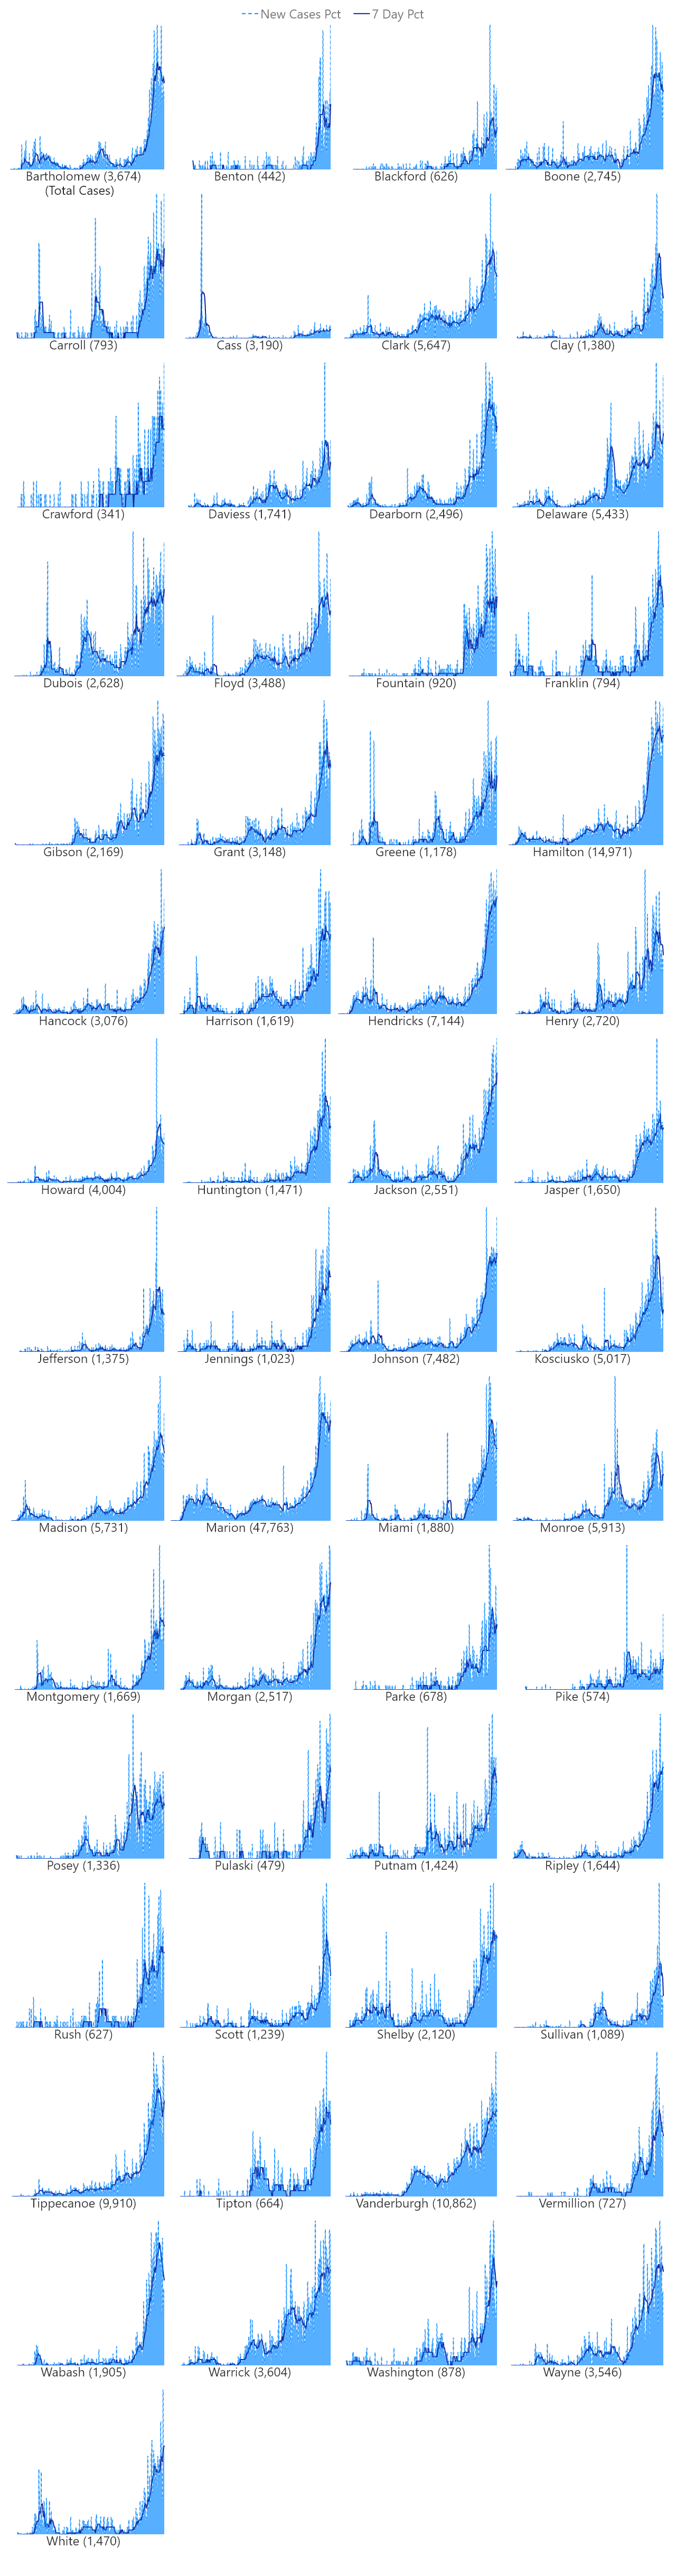 New Cases Pct 7 Day Pct
Bartholomew (3,674) Benton (442) Blackford (626) Boone (2,745)
(Total Cases)
Carroll (793) Cass (3,190) Clark (5,647) Clay (1,380)
Crawford (341) Daviess (1,741) Dearborn (2,496) Delaware (5,433)
Dubois (2,628) Floyd (3,488) Fountain (920) Franklin (794)
Gibson (2,169) Grant (3,148) Greene (1,178) Hamilton (14,971)
Hancock (3,076) Harrison (1,619) Hendricks (7,144) Henry (2,720)
Howard (4,004) Huntington (1,471) Jackson (2,551) Jasper (1,650)
Jefferson (1,375) Jennings (1,023) Johnson (7,482) Kosciusko (5,017)
Madison (5,731) Marion (47,763) Miami (1,880) Monroe (5,913)
Montgomery (1,669) Morgan (2,517) Parke (678) Pike (574)
Posey (1,336) Pulaski (479) Putnam (1,424) Ripley (1,644)
Rush (627) Scott (1,239) Shelby (2,120) Sullivan (1,089)
Tippecanoe (9,910) Tipton (664) Vanderburgh (10,862) Vermillion (727)
Wabash (1,905) Warrick (3,604) Washington (878) Wayne (3,546)
White (1,470)